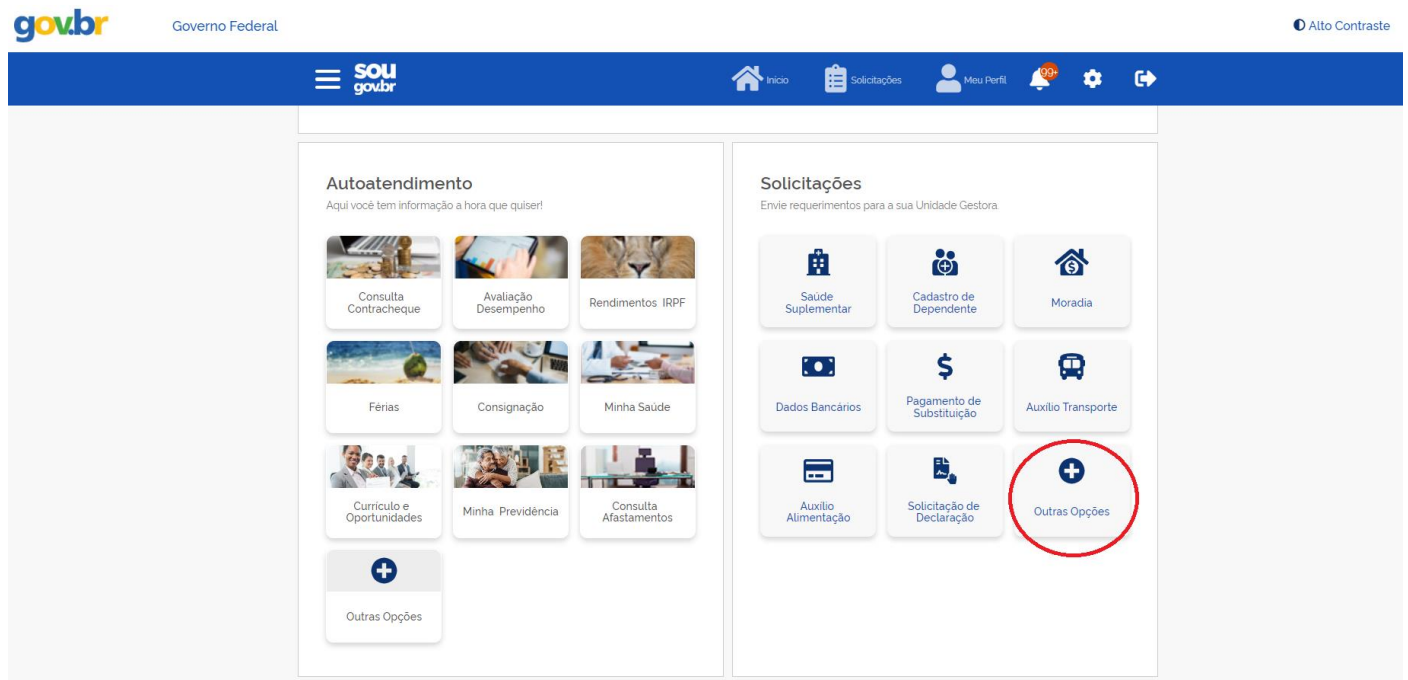 gov.br
Governo Federal
Alto Contraste
sou
gov.br
Início
Solicitações
Meu Perfil
99+
Autoatendimento
Aqui você tem informação a hora que quiser!
Consulta
Contracheque
Avaliação
Desempenho
Rendimentos IRPF
Férias
Consignação
Minha Saúde
Currículo e
Oportunidades
Minha Previdência
Consulta
Afastamentos
Outras Opções
Solicitações
Envie requerimentos para a sua Unidade Gestora.
Saúde
Suplementar
Cadastro de
Dependente
Moradia
Dados Bancários
Pagamento de
Substituição
Auxílio Transporte
Auxílio
Alimentação
Solicitação de
Declaração
Outras Opções